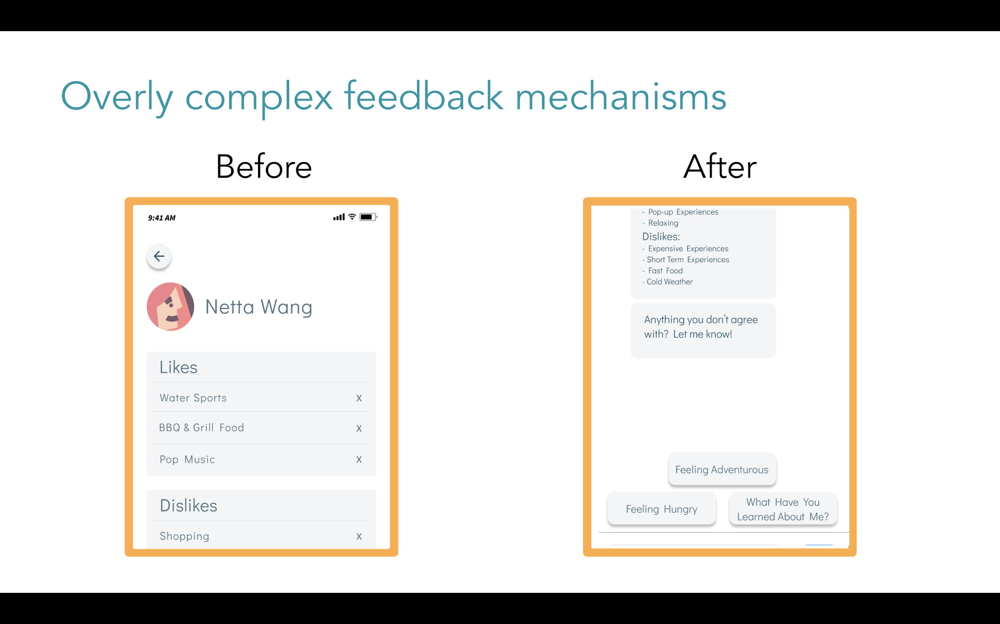 Overly complex feedback mechanisms
Before
9:41 AM
Netta Wang
Likes
Water Sports x
BBQ & Grill Food x
Pop Music x
Dislikes
Shopping x
After
- Pop-up Experiences
- Relaxing
Dislikes:
- Expensive Experiences
- Short Term Experiences
- Fast Food
- Cold Weather
Anything you don't agree
with? Let me know!
Feeling Adventurous
Feeling Hungry
What Have You
Learned About Me?